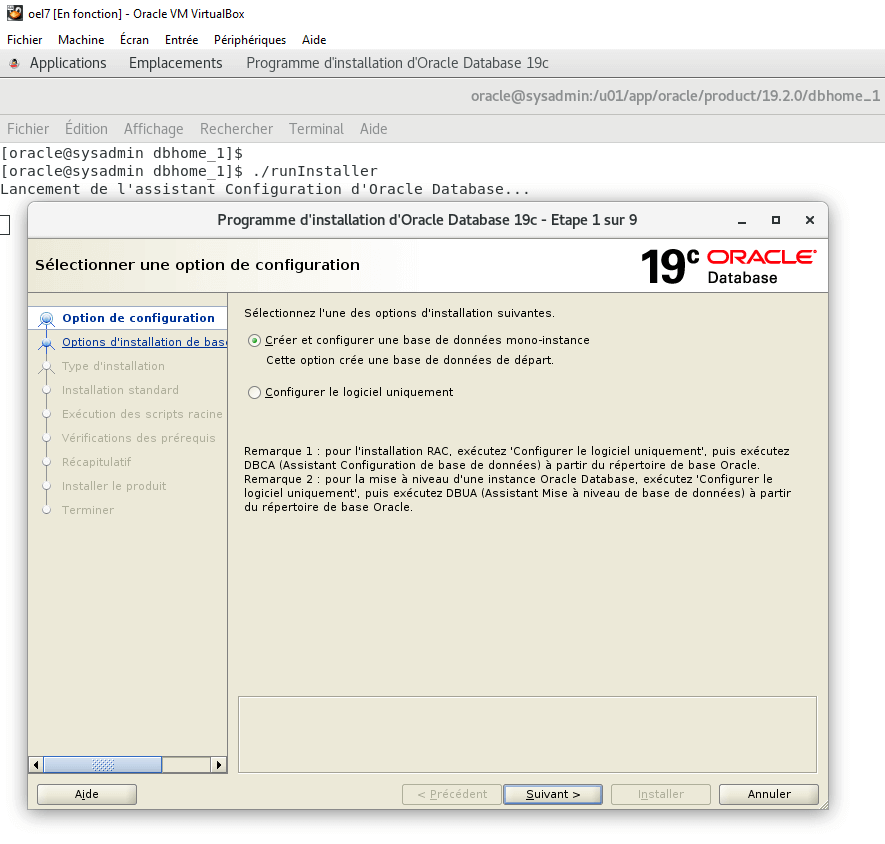 oel7 [En fonction] - Oracle VM VirtualBox
Fichier Machine Écran Entrée Périphériques Aide
Applications Emplacements Programme d'installation d'Oracle Database 19c
oracle@sysadmin:/u01/app/oracle/product/19.2.0/dbhome_1
Fichier Édition Affichage Rechercher Terminal Aide
[oracle@sysadmin dbhome_1]$
[oracle@sysadmin dbhome_1]$ ./runInstaller
Lancement de l'assistant Configuration d'Oracle Database...
Programme d'installation d'Oracle Database 19c - Etape 1 sur 9
Sélectionner une option de configuration
19c ORACLE
Database
Option de configuration
Options d'installation de base
Type d'installation
Installation standard
Exécution des scripts racine
Vérifications des prérequis
Récapitulatif
Installer le produit
Terminer
Sélectionnez l'une des options d'installation suivantes.
Créer et configurer une base de données mono-instance
Cette option crée une base de données de départ.
Configurer le logiciel uniquement
Remarque 1 : pour l'installation RAC, exécutez 'Configurer le logiciel uniquement', puis exécutez
DBCA (Assistant Configuration de base de données) à partir du répertoire de base Oracle.
Remarque 2 : pour la mise à niveau d'une instance Oracle Database, exécutez 'Configurer le
logiciel uniquement', puis exécutez DBUA (Assistant Mise à niveau de base de données) à partir
du répertoire de base Oracle.
Aide < Précédent Suivant > Installer Annuler